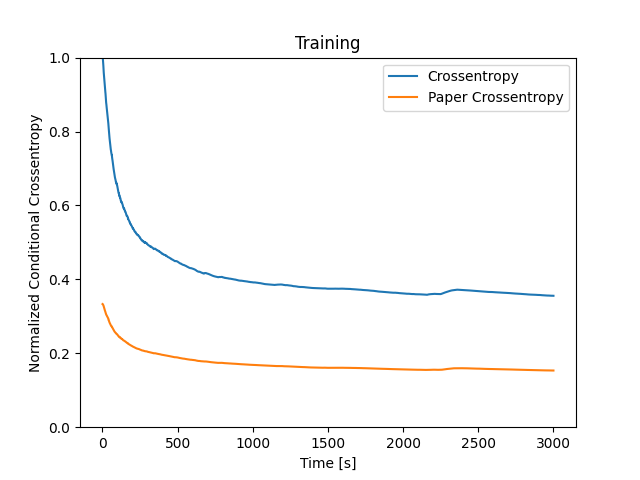 Training
Crossentropy
Paper Crossentropy
Normalized Conditional Crossentropy
1.0
0.8
0.6
0.4
0.2
0.0
0 500 1000 1500 2000 2500 3000
Time [s]